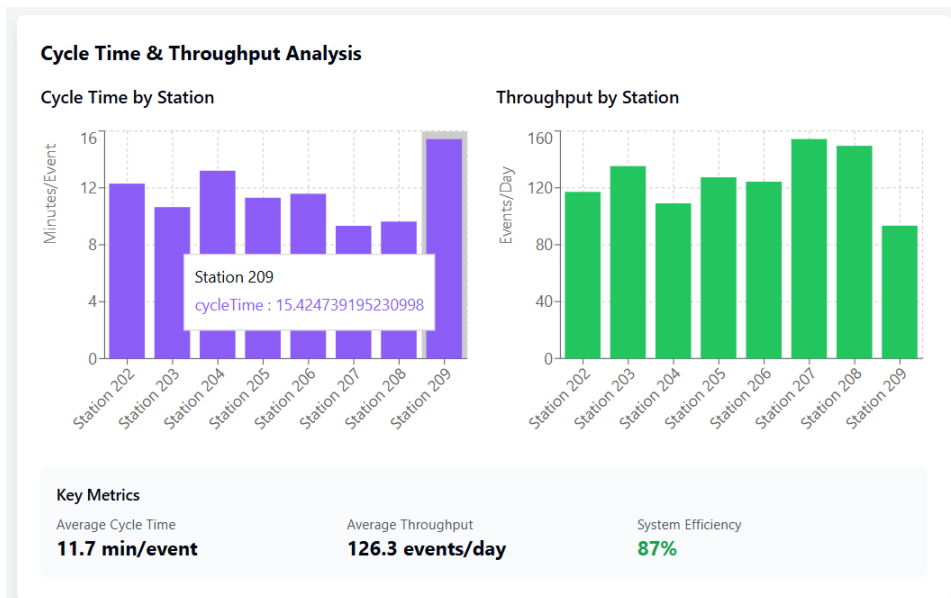 Cycle Time & Throughput Analysis
Cycle Time by Station
Minutes/Event
16
12
8
4
0
Station 209
cycleTime : 15.424739195230998
Station 202
Station 203
Station 204
Station 205
Station 206
Station 207
Station 208
Station 209
Throughput by Station
Events/Day
160
120
80
40
0
Station 202
Station 203
Station 204
Station 205
Station 206
Station 207
Station 208
Station 209
Key Metrics
Average Cycle Time
11.7 min/event
Average Throughput
126.3 events/day
System Efficiency
87%